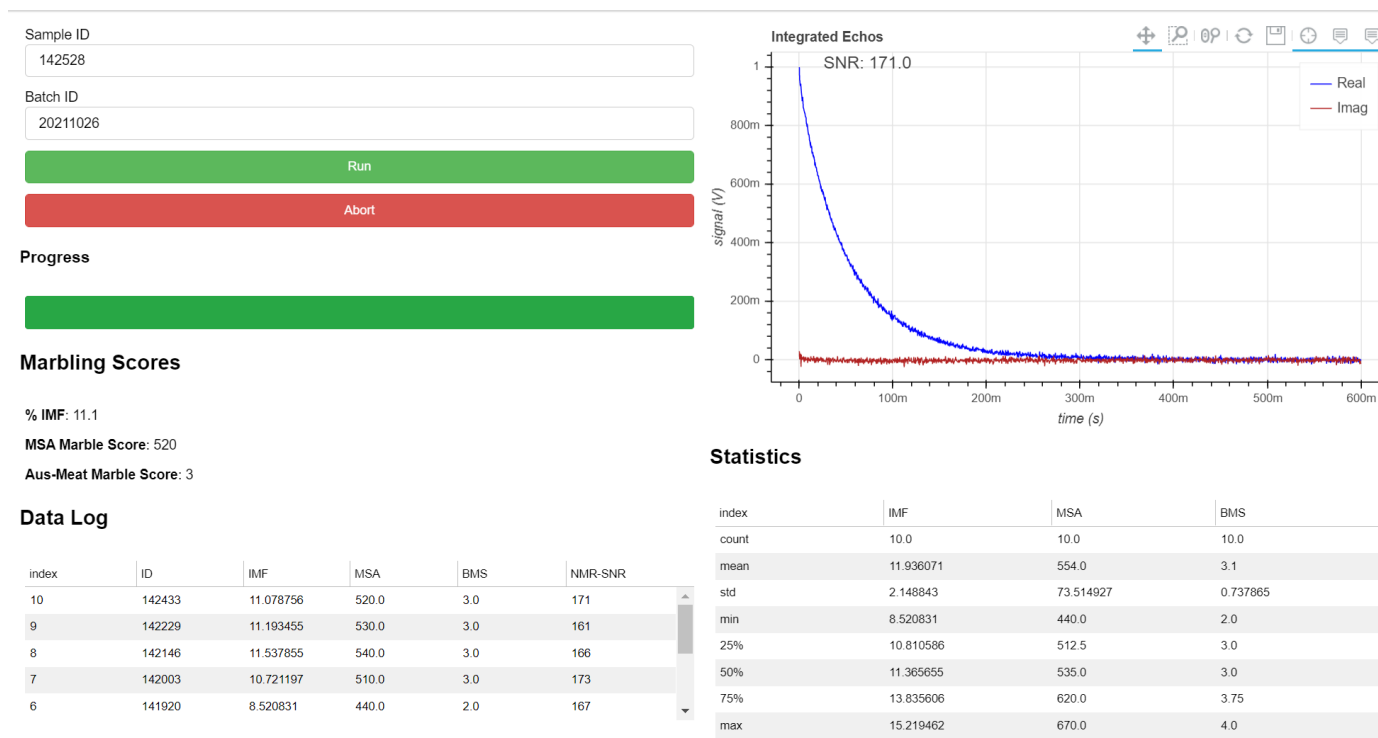 Sample ID
142528
Batch ID
20211026
Run
Abort
Progress
Marbling Scores
% IMF: 11.1
MSA Marble Score: 520
Aus-Meat Marble Score: 3
Data Log
index ID IMF MSA BMS NMR-SNR
10 142433 11.078756 520.0 3.0 171
9 142229 11.193455 530.0 3.0 161
8 142146 11.537855 540.0 3.0 166
7 142003 10.721197 510.0 3.0 173
6 141920 8.520831 440.0 2.0 167
Integrated Echos
SNR: 171.0
Real
Imag
1
800m
600m
400m
200m
0
signal (V)
0 100m 200m 300m 400m 500m 600m
time (s)
Statistics
index IMF MSA BMS
count 10.0 10.0 10.0
mean 11.936071 554.0 3.1
std 2.148843 73.514927 0.737865
min 8.520831 440.0 2.0
25% 10.810586 512.5 3.0
50% 11.365655 535.0 3.0
75% 13.835606 620.0 3.75
max 15.219462 670.0 4.0